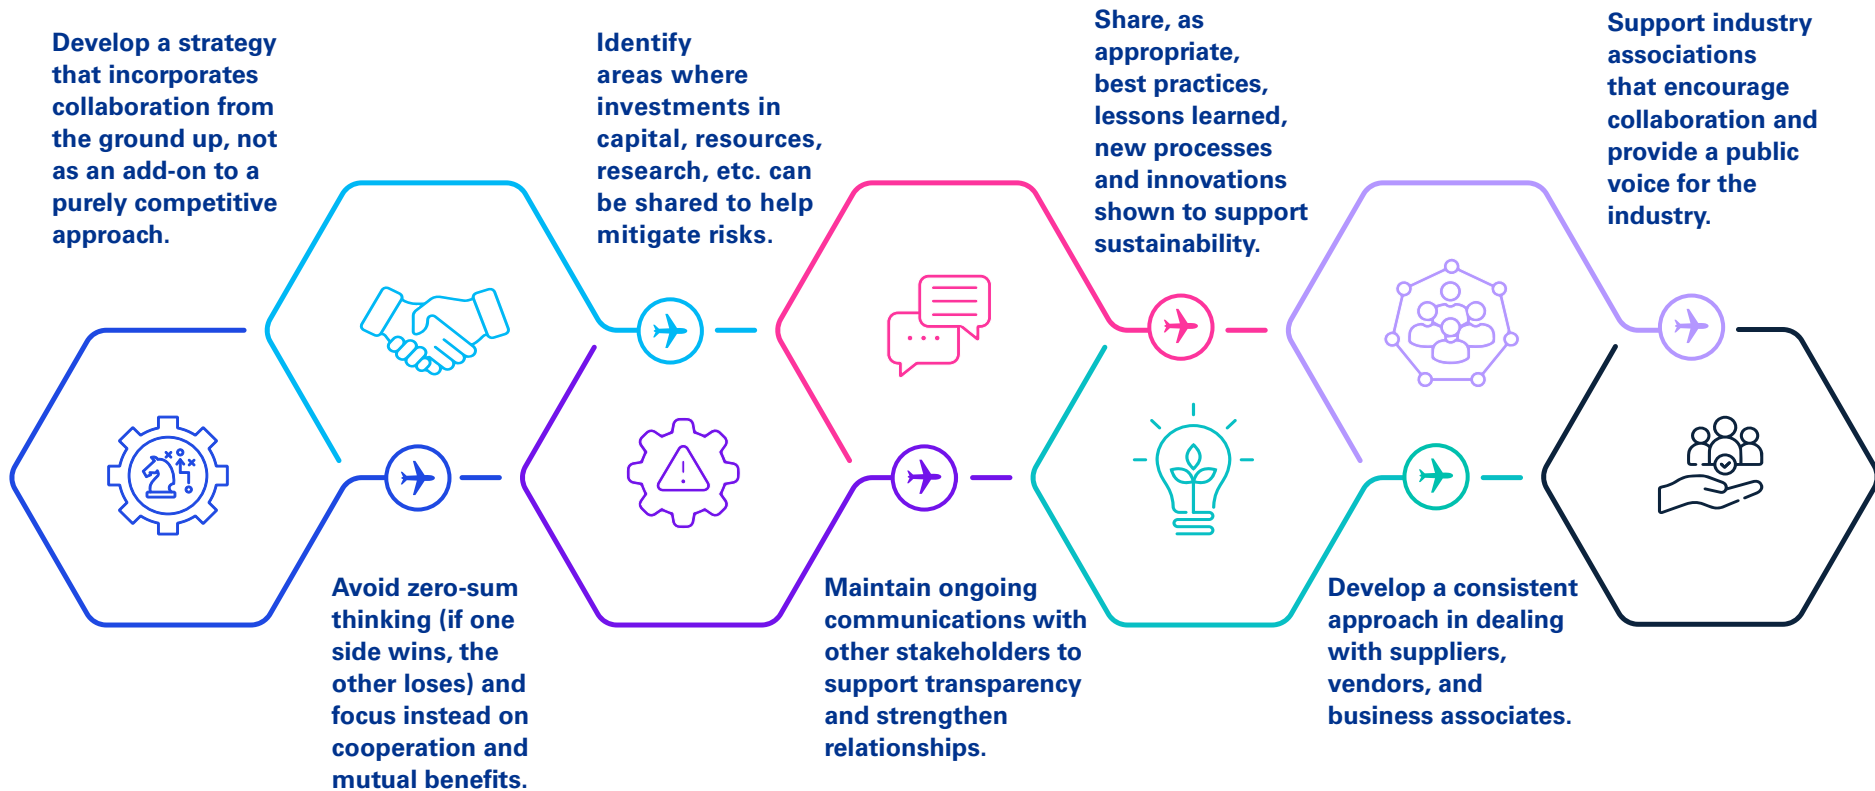 Develop a strategy
that incorporates
collaboration from
the ground up, not
as an add-on to a
purely competitive
approach.
Avoid zero-sum
thinking (if one
side wins, the
other loses) and
focus instead on
cooperation and
mutual benefits.
Identify
areas where
investments in
capital, resources,
research, etc. can
be shared to help
mitigate risks.
Maintain ongoing
communications with
other stakeholders to
support transparency
and strengthen
relationships.
Share, as
appropriate,
best practices,
lessons learned,
new processes
and innovations
shown to support
sustainability.
Develop a consistent
approach in dealing
with suppliers,
vendors, and
business associates.
Support industry
associations
that encourage
collaboration and
provide a public
voice for the
industry.